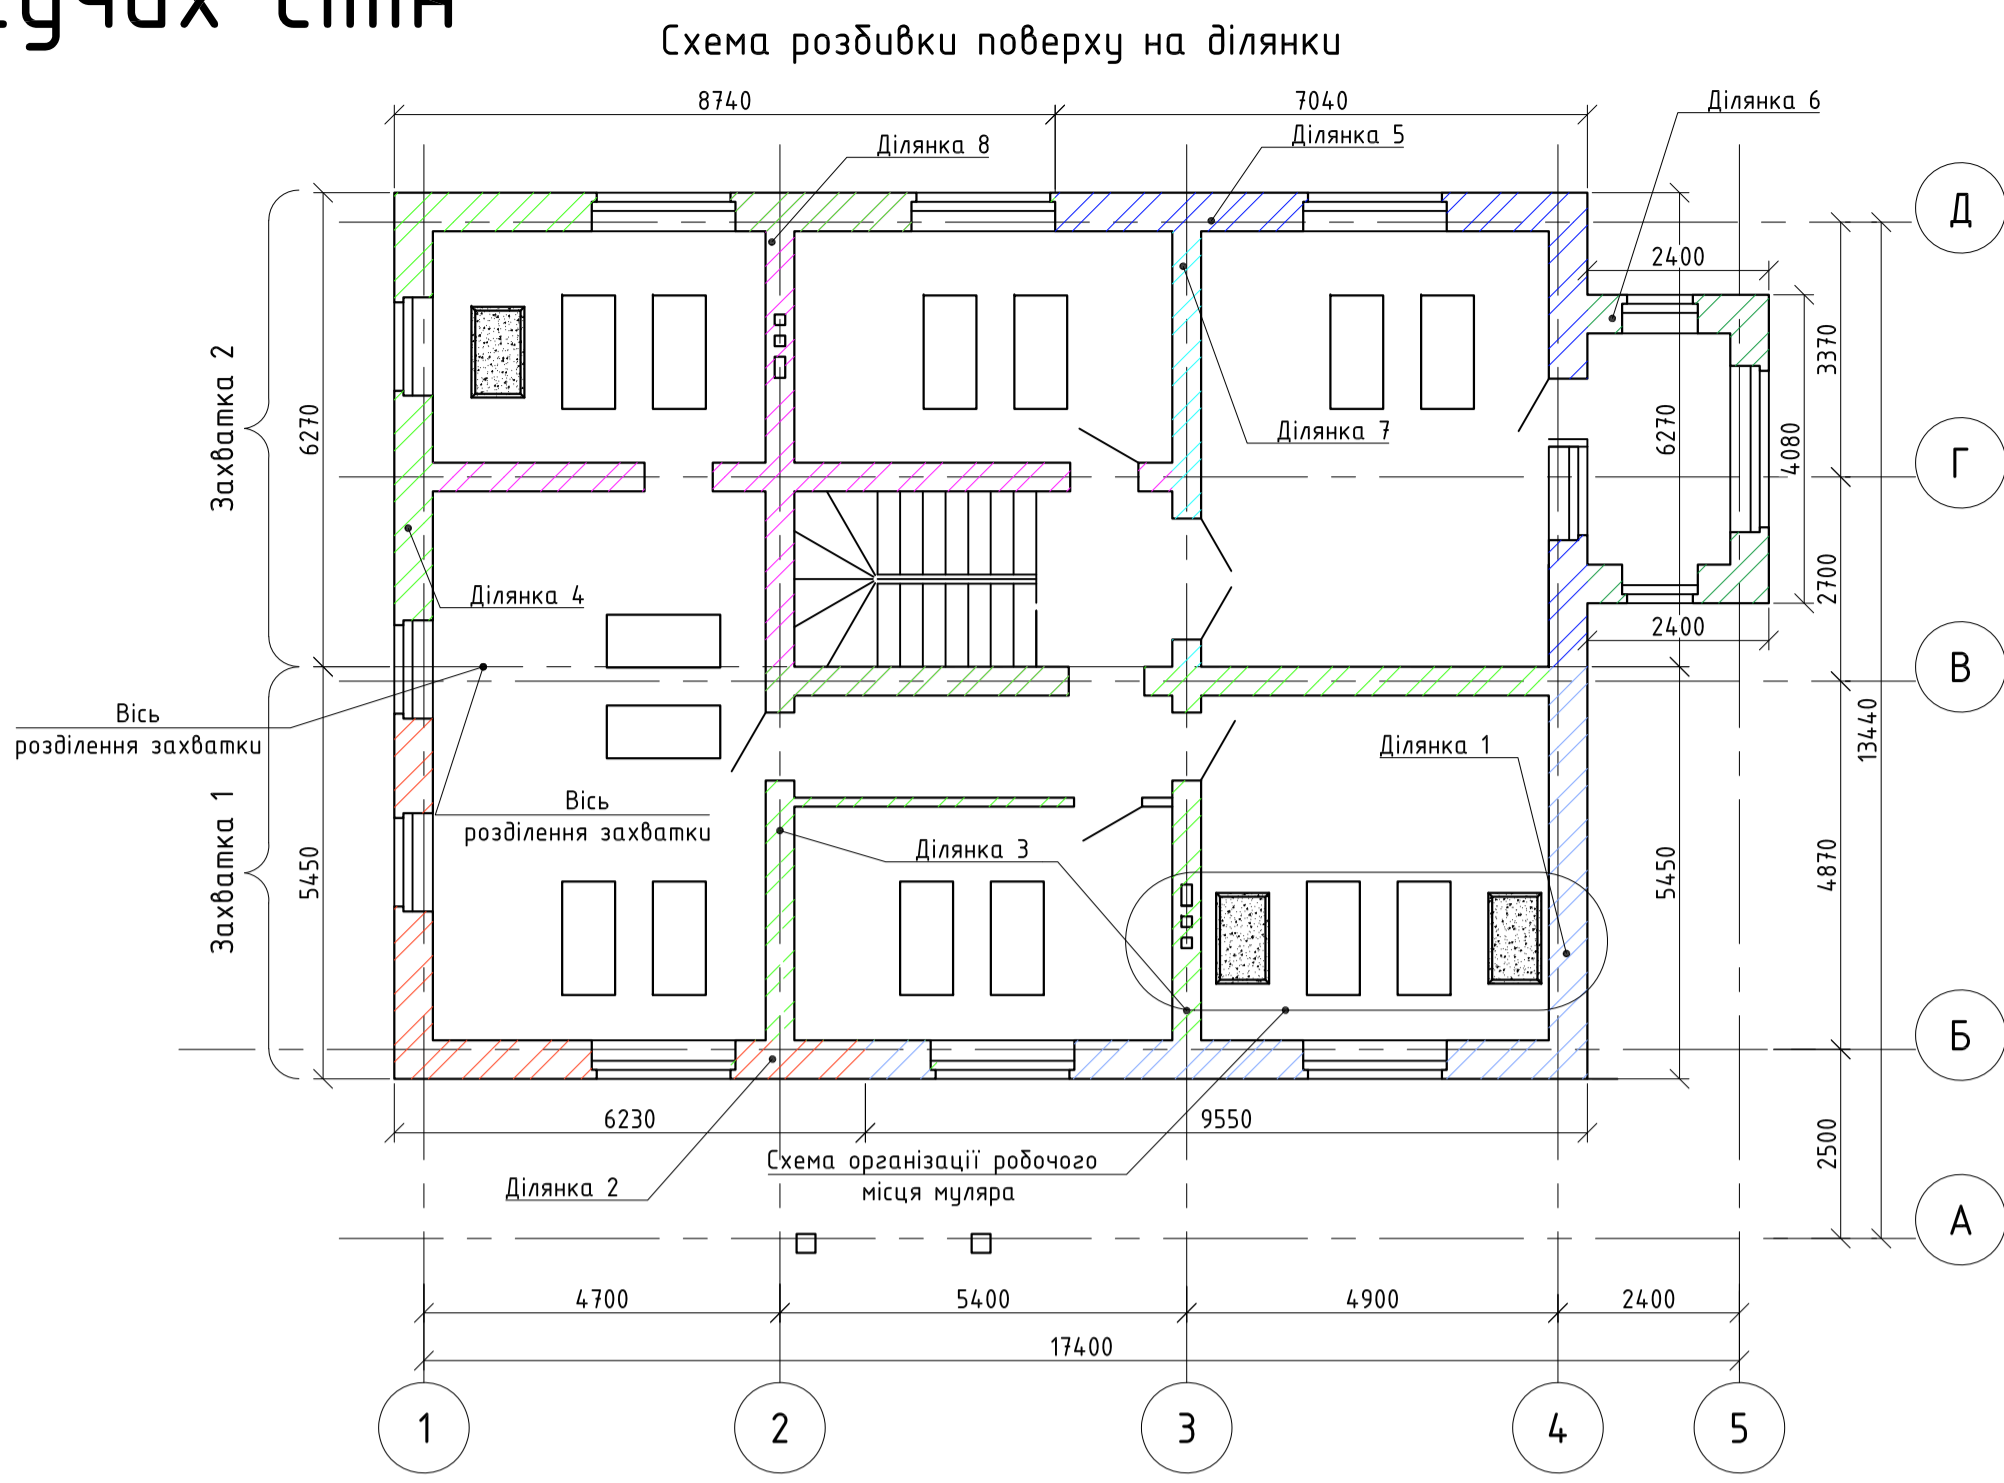 сучих стін
Схема розбивки поверху на ділянки
8740
7040
Ділянка 6
Ділянка 5
Ділянка 8
Д
2400
3370
Захватка 2
6270
6270
4080
Ділянка 7
Г
2700
Ділянка 4
2400
В
Вісь
розділення захватки
13440
Ділянка 1
Вісь
розділення захватки
Захватка 1
5450
Ділянка 3
5450
4870
Б
6230
9550
2500
Схема організації робочого
місця муляра
Ділянка 2
А
4700
5400
4900
2400
17400
1
2
3
4
5